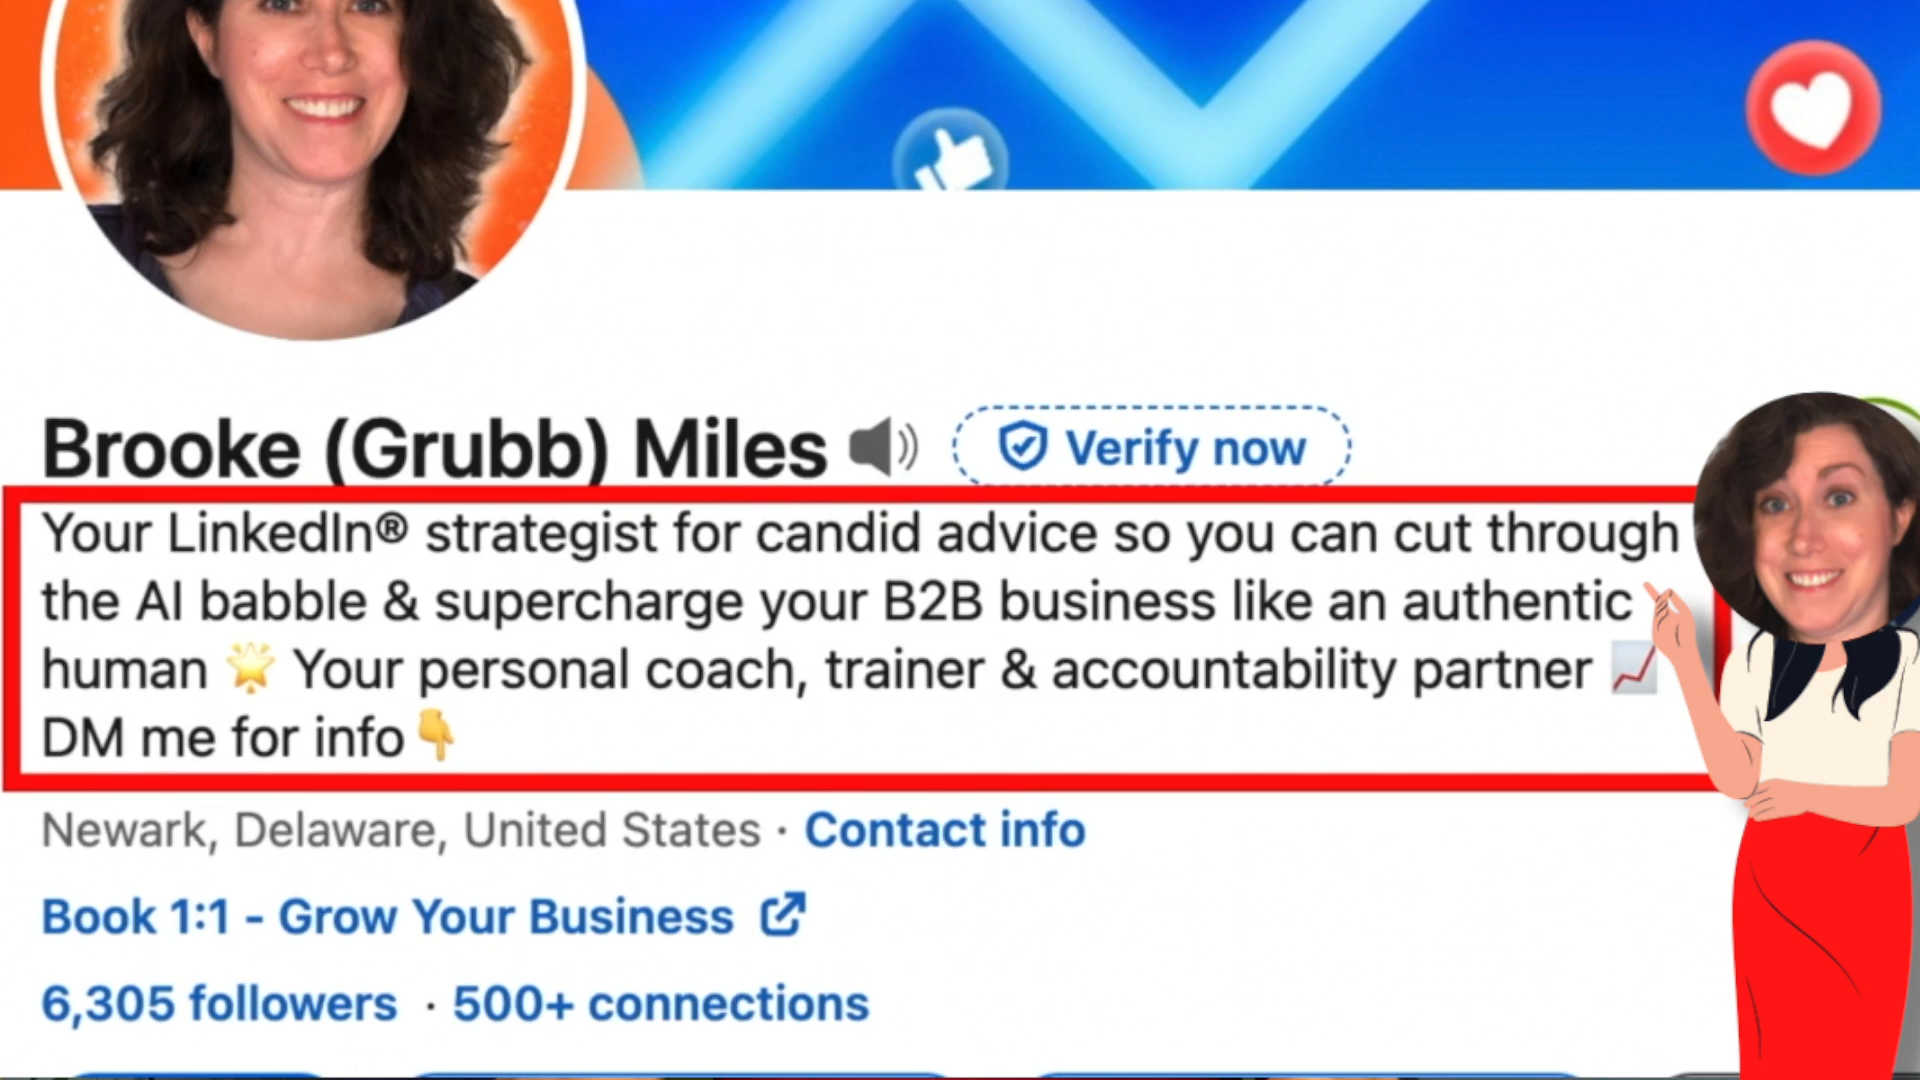 Brooke (Grubb) Miles 🔊 Verify now
Your LinkedIn® strategist for candid advice so you can cut through
the AI babble & supercharge your B2B business like an authentic
human 🌟 Your personal coach, trainer & accountability partner 📈
DM me for info👇
Newark, Delaware, United States · Contact info
Book 1:1 - Grow Your Business
6,305 followers · 500+ connections